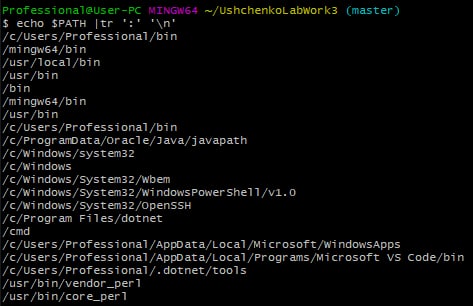 Professional@User-PC MINGW64 ~/UshchenkoLabWork3 (master)
$ echo $PATH |tr ':' '\n'
/c/Users/Professional/bin
/mingw64/bin
/usr/local/bin
/usr/bin
/bin
/mingw64/bin
/usr/bin
/c/Users/Professional/bin
/c/ProgramData/Oracle/Java/javapath
/c/Windows/system32
/c/Windows
/c/Windows/System32/Wbem
/c/Windows/System32/WindowsPowerShell/v1.0
/c/Windows/System32/OpenSSH
/c/Program Files/dotnet
/cmd
/c/Users/Professional/AppData/Local/Microsoft/WindowsApps
/c/Users/Professional/AppData/Local/Programs/Microsoft VS Code/bin
/c/Users/Professional/.dotnet/tools
/usr/bin/vendor_perl
/usr/bin/core_perl